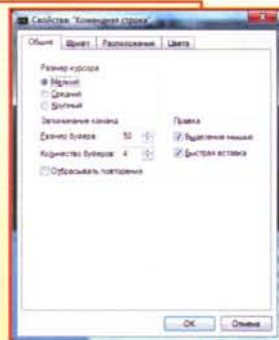 Свойства: "Командная строка"
Общие Шрифт Расположение Цвета
Размер курсора
Мелкий
Средний
Крупный
Запоминание команд
Размер буфера: 50
Количество буферов: 4
Отбрасывать повторения
Правка
Выделение мышью
Быстрая вставка
ОК Отмена